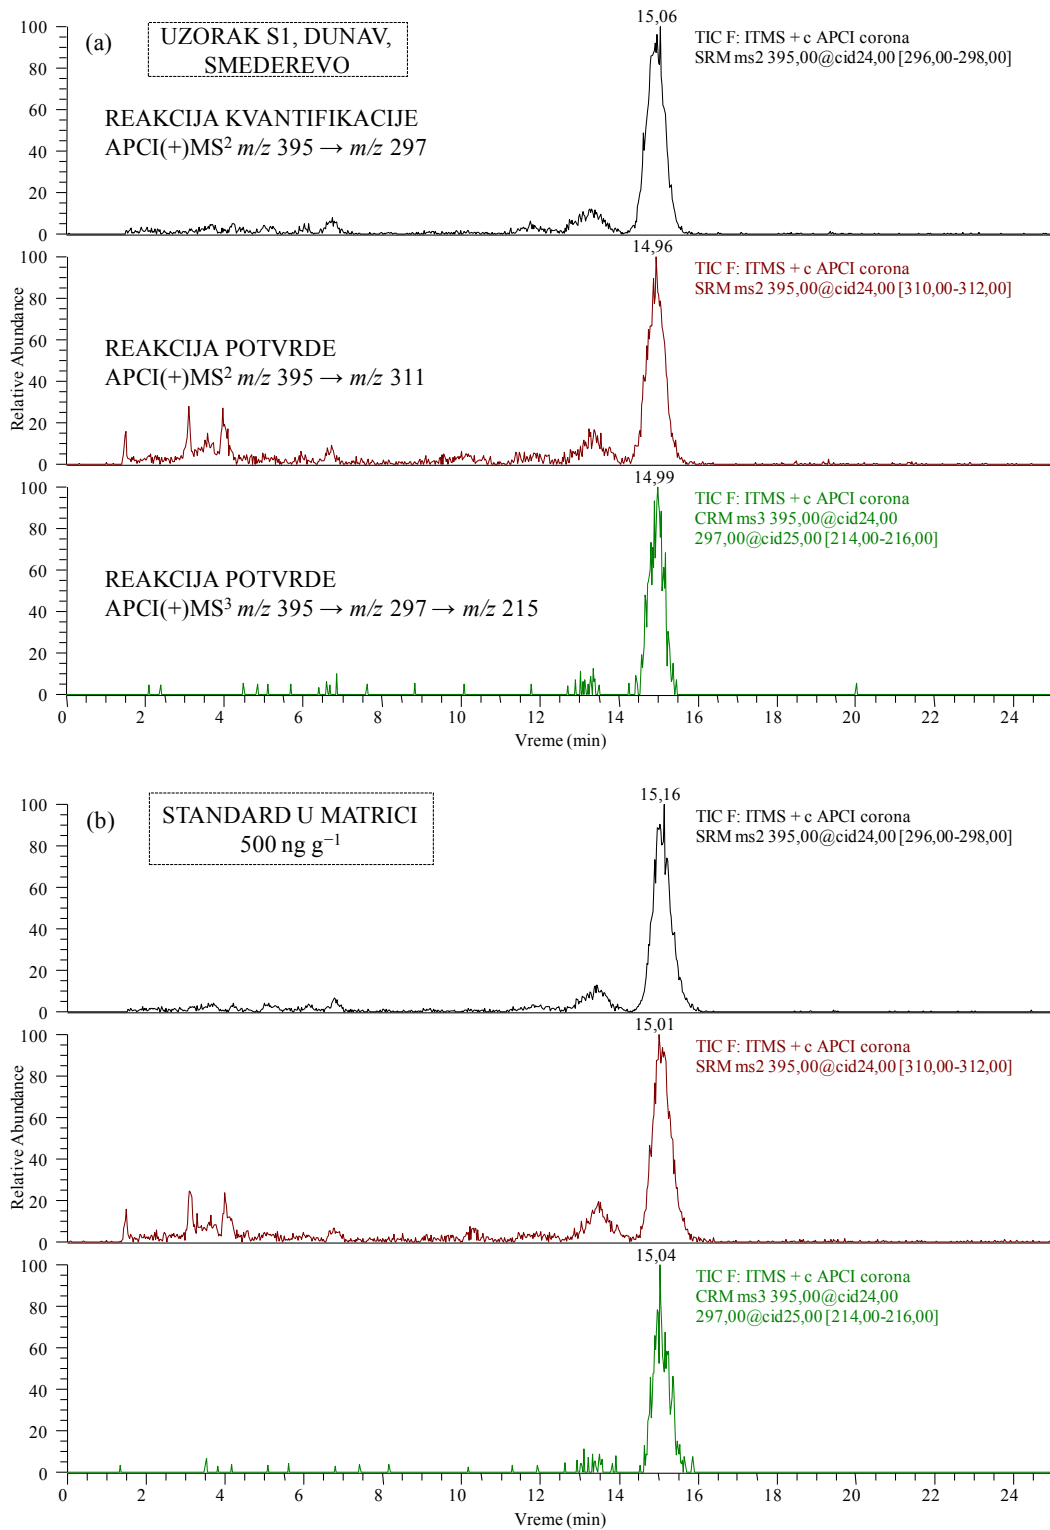 (a)
UZORAK S1, DUNAV,
SMEDEREVO
REAKCIJA KVANTIFIKACIJE
APCI(+)MS² m/z 395 → m/z 297
15,06
TIC F: ITMS + c APCI corona
SRM ms2 395,00@cid24,00 [296,00-298,00]
100
80
60
40
20
0
14,96
TIC F: ITMS + c APCI corona
SRM ms2 395,00@cid24,00 [310,00-312,00]
REAKCIJA POTVRDE
APCI(+)MS² m/z 395 → m/z 311
100
80
60
40
20
0
Relative Abundance
14,99
TIC F: ITMS + c APCI corona
CRM ms3 395,00@cid24,00
297,00@cid25,00 [214,00-216,00]
REAKCIJA POTVRDE
APCI(+)MS³ m/z 395 → m/z 297 → m/z 215
100
80
60
40
20
0
0 2 4 6 8 10 12 14 16 18 20 22 24
Vreme (min)
(b)
STANDARD U MATRICI
500 ng g⁻¹
15,16
TIC F: ITMS + c APCI corona
SRM ms2 395,00@cid24,00 [296,00-298,00]
100
80
60
40
20
0
15,01
TIC F: ITMS + c APCI corona
SRM ms2 395,00@cid24,00 [310,00-312,00]
100
80
60
40
20
0
Relative Abundance
15,04
TIC F: ITMS + c APCI corona
CRM ms3 395,00@cid24,00
297,00@cid25,00 [214,00-216,00]
100
80
60
40
20
0
0 2 4 6 8 10 12 14 16 18 20 22 24
Vreme (min)